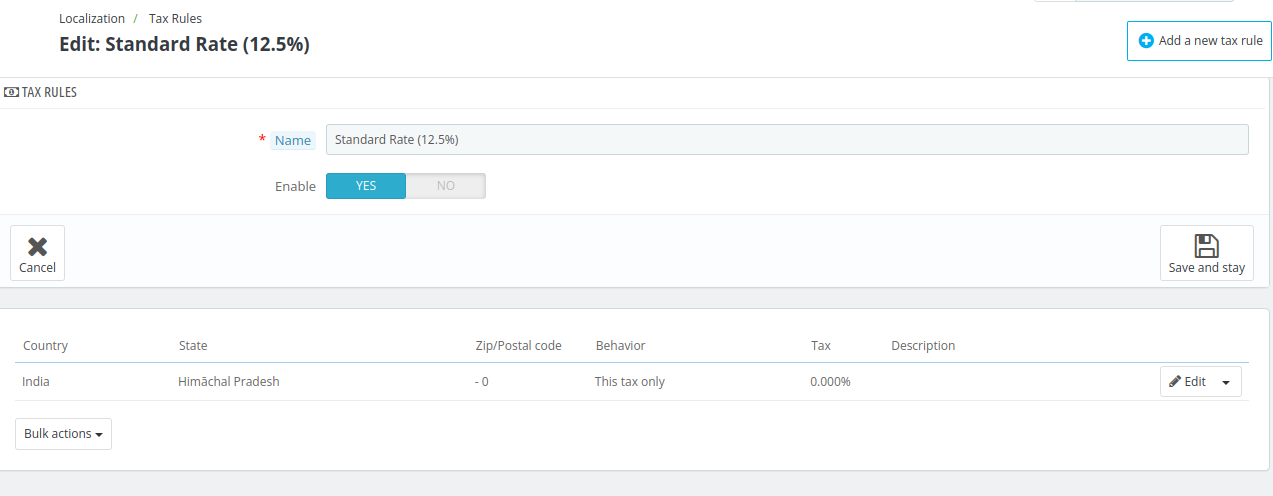 Localization / Tax Rules
Edit: Standard Rate (12.5%)
Add a new tax rule
TAX RULES
* Name Standard Rate (12.5%)
Enable YES NO
Cancel Save and stay
Country State Zip/Postal code Behavior Tax Description
India Himāchal Pradesh - 0 This tax only 0.000% Edit
Bulk actions